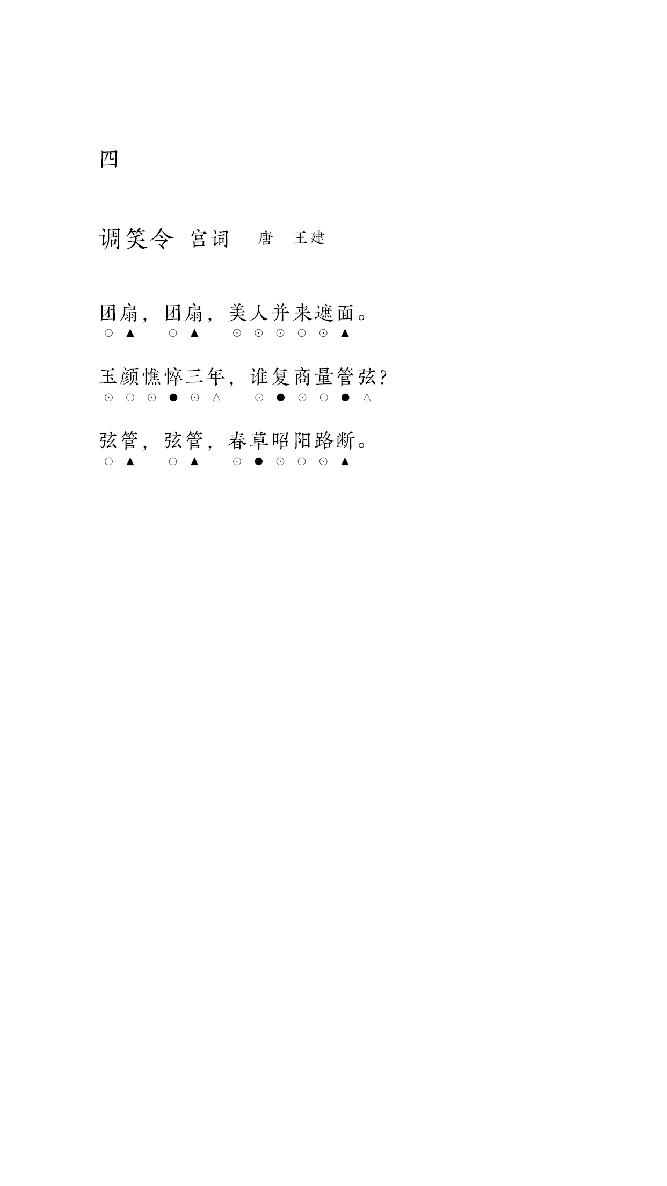 四
调笑令 宫词 唐 王建
团扇，团扇，美人并来遮面。
○▲ ○▲ ⊙⊙⊙○⊙▲
玉颜憔悴三年，谁复商量管弦？
⊙○⊙●⊙△ ⊙●⊙○●△
弦管，弦管，春草昭阳路断。
○▲ ○▲ ⊙●⊙○⊙▲